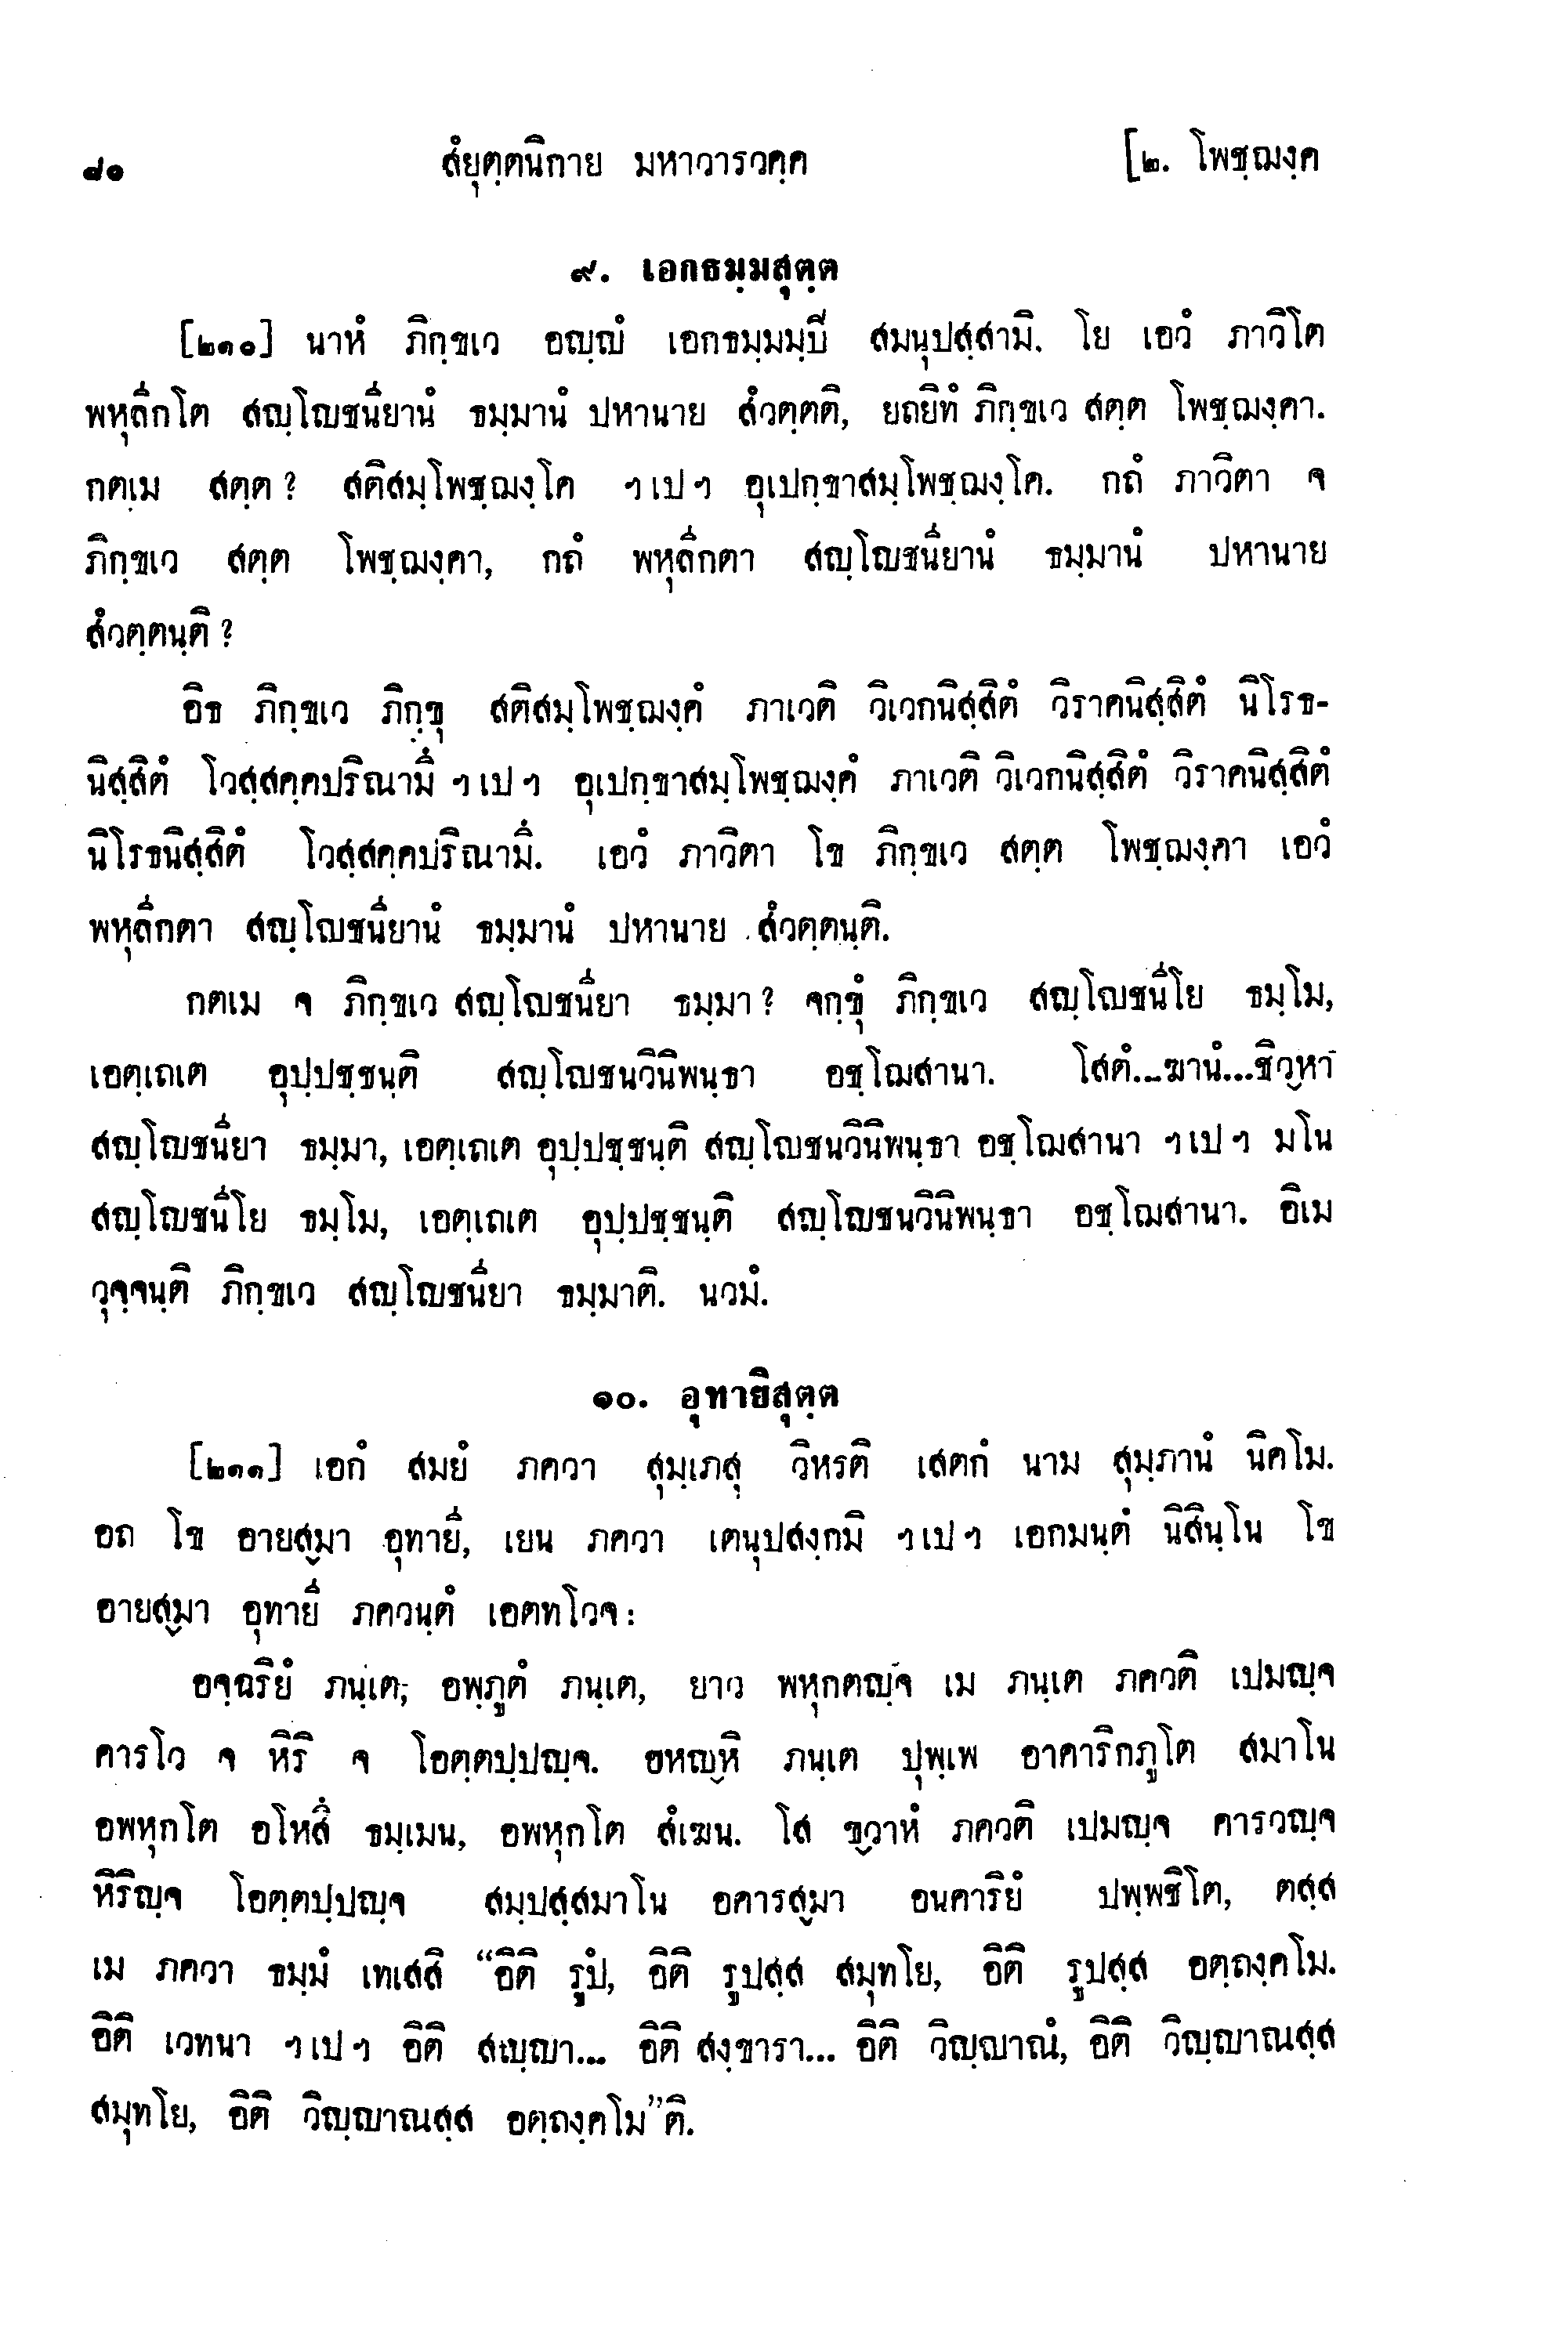 ๘๐ สํยุตฺตนิกาย มหาวารวคฺค [๒. โพชฺฌงฺค
๙. เอกธมฺมสุตฺต
[๒๑๐] นาหํ ภิกฺขเว อญฺญํ เอกธมฺมมฺปิ สมนุปสฺสามิ. โย เอวํ ภาวิโต
พหุลีกโต สญฺโญชนียานํ ธมฺมานํ ปหานาย สํวตฺตติ, ยถยิทํ ภิกฺขเว สตฺต โพชฺฌงฺคา.
กตเม สตฺต ? สติสมฺโพชฺฌงฺโค ฯ เป ฯ อุเปกฺขาสมฺโพชฺฌงฺโค. กถํ ภาวิตา จ
ภิกฺขเว สตฺต โพชฺฌงฺคา, กถํ พหุลีกตา สญฺโญชนียานํ ธมฺมานํ ปหานาย
สํวตฺตนฺติ ?
อิธ ภิกฺขเว ภิกฺขุ สติสมฺโพชฺฌงฺคํ ภาเวติ วิเวกนิสฺสิตํ วิราคนิสฺสิตํ นิโรธ-
นิสฺสิตํ โวสฺสคฺคปริณามึ ฯ เป ฯ อุเปกฺขาสมฺโพชฺฌงฺคํ ภาเวติ วิเวกนิสฺสิตํ วิราคนิสฺสิตํ
นิโรธนิสฺสิตํ โวสฺสคฺคปริณามึ. เอวํ ภาวิตา โข ภิกฺขเว สตฺต โพชฺฌงฺคา เอวํ
พหุลีกตา สญฺโญชนียานํ ธมฺมานํ ปหานาย สํวตฺตนฺติ.
กตเม จ ภิกฺขเว สญฺโญชนียา ธมฺมา ? จกฺขุํ ภิกฺขเว สญฺโญชนีโย ธมฺโม,
เอตฺเถเต อุปฺปชฺชนฺติ สญฺโญชนวินิพนฺธา อชฺโฌสานา. โสตํ...ฆานํ...ชิวฺหา
สญฺโญชนียา ธมฺมา, เอตฺเถเต อุปฺปชฺชนฺติ สญฺโญชนวินิพนฺธา อชฺโฌสานา ฯ เป ฯ มโน
สญฺโญชนีโย ธมฺโม, เอตฺเถเต อุปฺปชฺชนฺติ สญฺโญชนวินิพนฺธา อชฺโฌสานา. อิเม
วุจฺจนฺติ ภิกฺขเว สญฺโญชนียา ธมฺมาติ. นวมํ.
๑๐. อุทายิสุตฺต
[๒๑๑] เอกํ สมยํ ภควา สุมฺเภสุ วิหรติ เสตกํ นาม สุมฺภานํ นิคโม.
อถ โข อายสฺมา อุทายี, เยน ภควา เตนุปสงฺกมิ ฯ เป ฯ เอกมนฺตํ นิสินฺโน โข
อายสฺมา อุทายี ภควนฺตํ เอตทโวจ :
อจฺฉริยํ ภนฺเต, อพฺภูตํ ภนฺเต, ยาว พหุกตญฺจ เม ภนฺเต ภควติ เปมญฺจ
คารโว จ หิริ จ โอตฺตปฺปญฺจ. อหญฺหิ ภนฺเต ปุพฺเพ อาคาริกภูโต สมาโน
อพหุกโต อโหสึ ธมฺเมน, อพหุกโต สํเฆน. โส ขฺวาหํ ภควติ เปมญฺจ คารวญฺจ
หิริญฺจ โอตฺตปฺปญฺจ สมฺปสฺสมาโน อคารสฺมา อนคาริยํ ปพฺพชิโต, ตสฺส
เม ภควา ธมฺมํ เทเสสิ “อิติ รูปํ, อิติ รูปสฺส สมุทโย, อิติ รูปสฺส อตฺถงฺคโม.
อิติ เวทนา ฯ เป ฯ อิติ สญฺญา... อิติ สงฺขารา... อิติ วิญฺญาณํ, อิติ วิญฺญาณสฺส
สมุทโย, อิติ วิญฺญาณสฺส อตฺถงฺคโม”ติ.